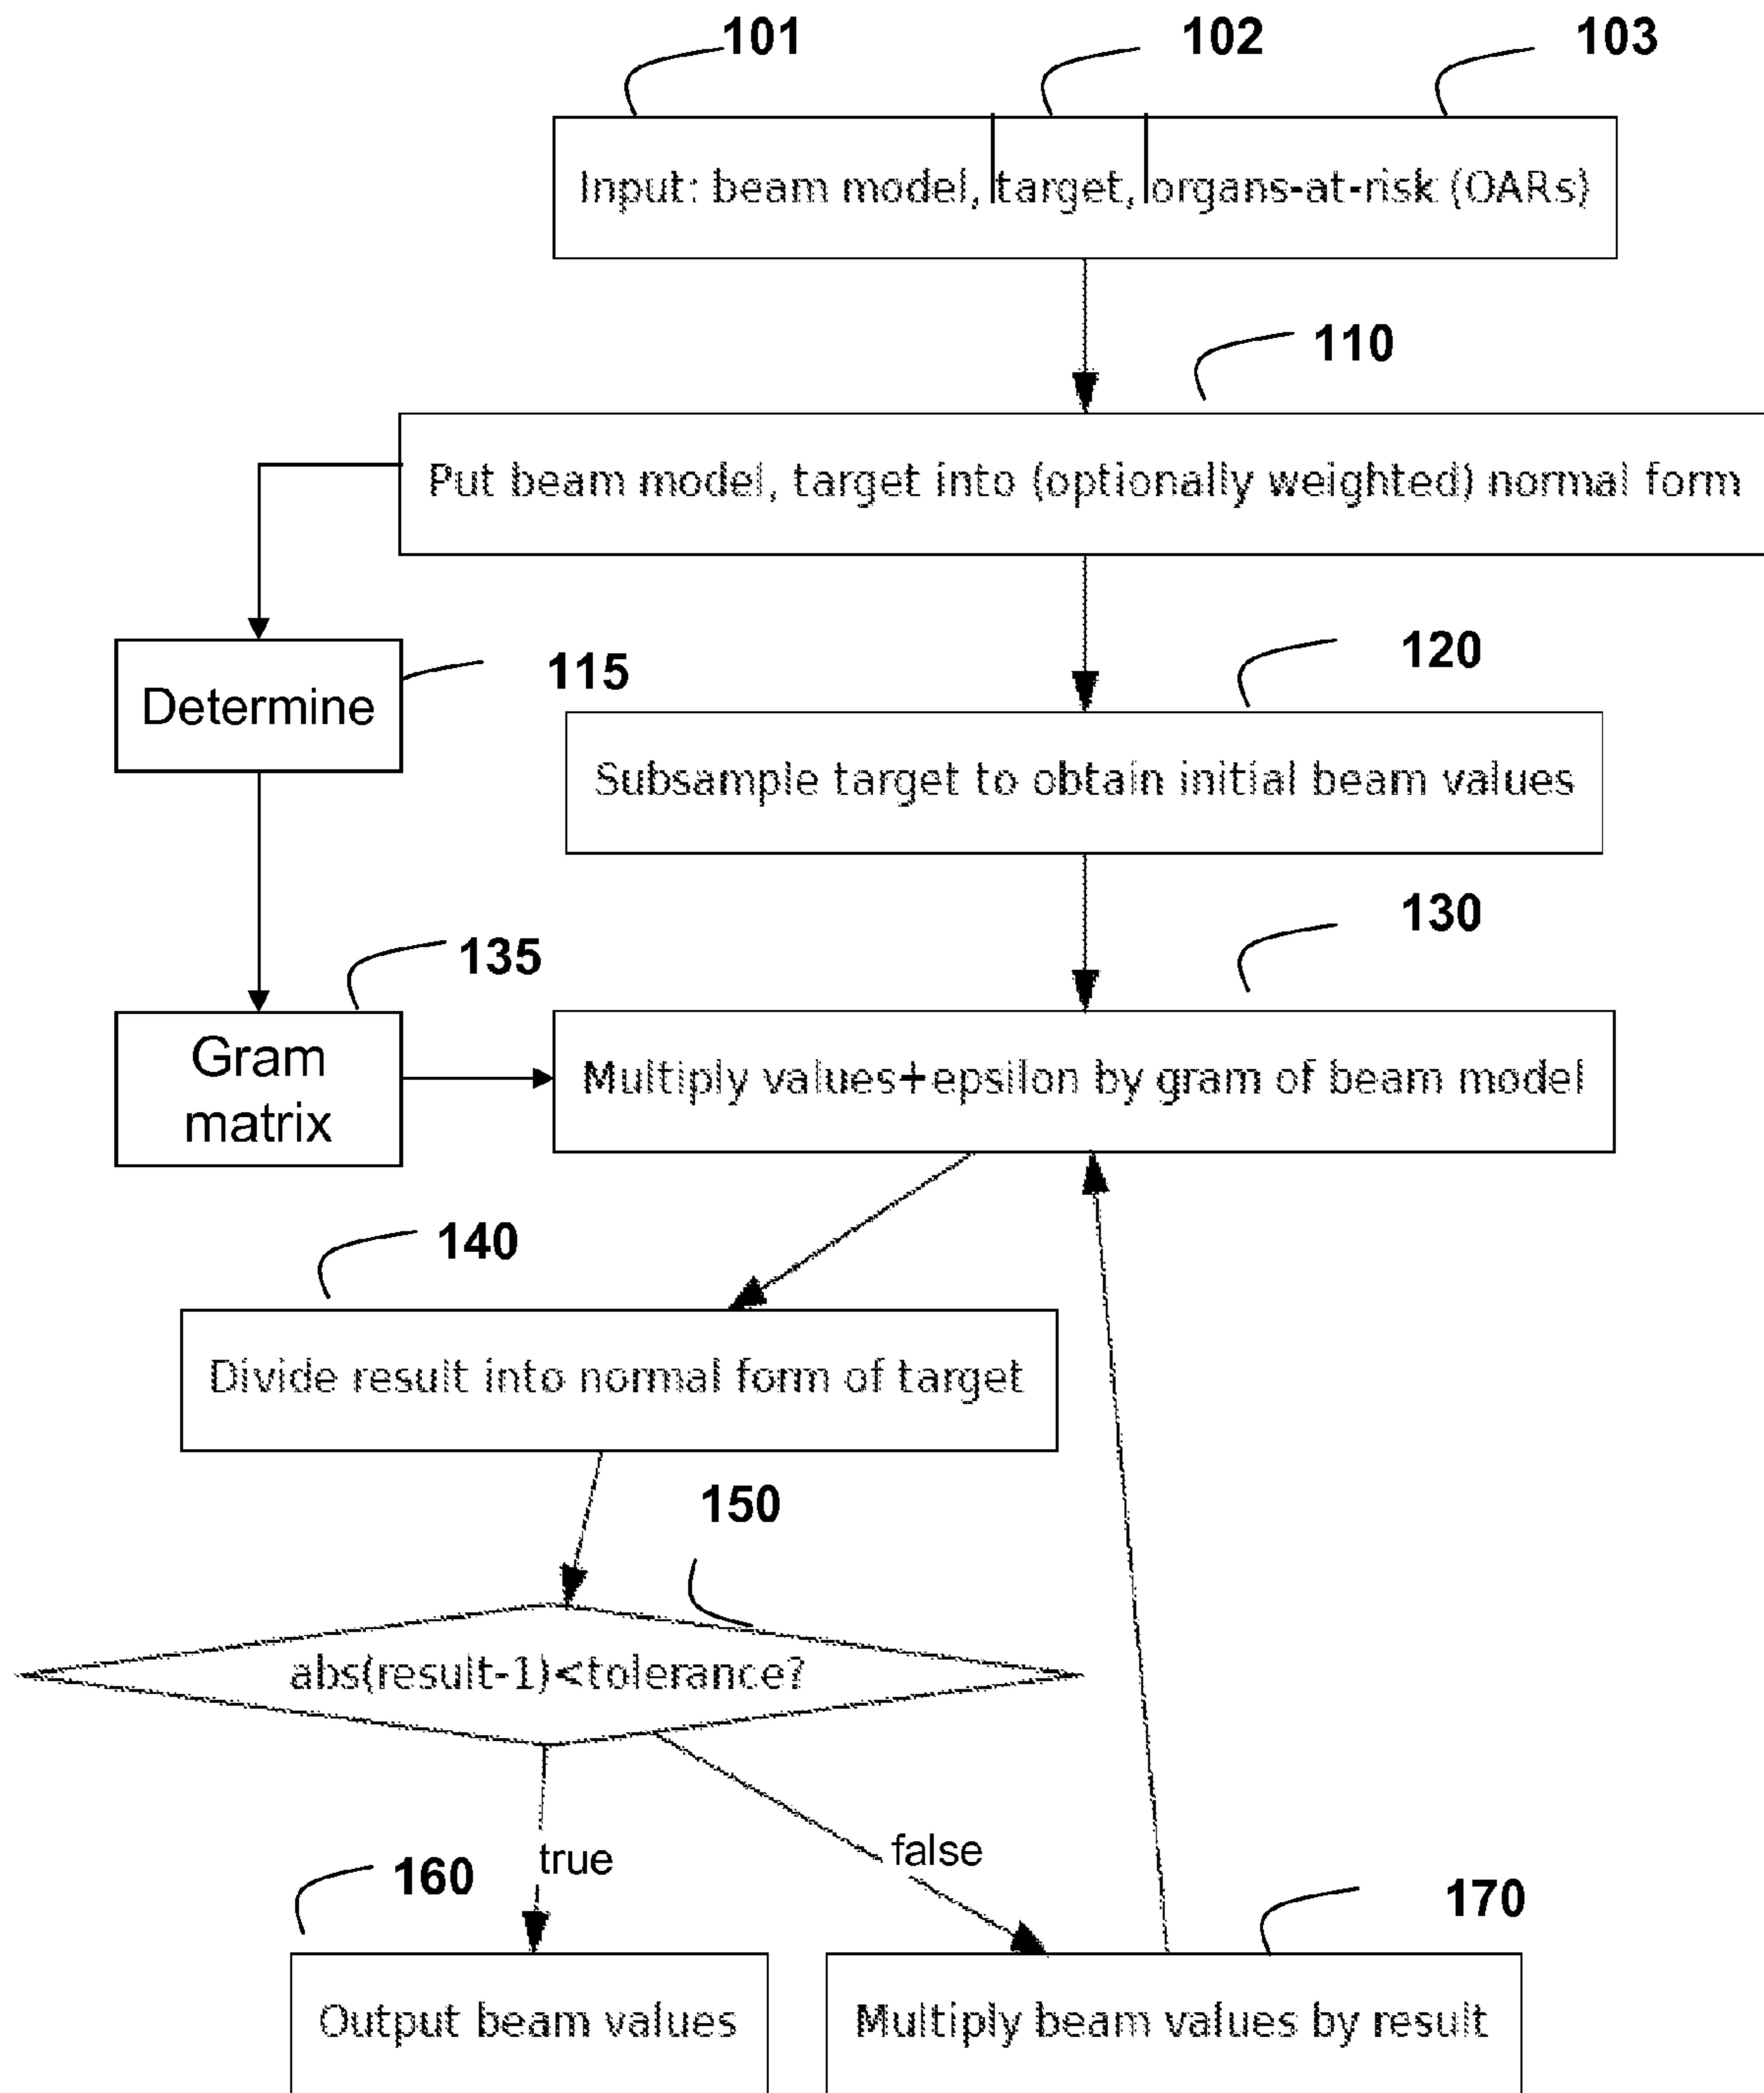 101
102
103
Input: beam model, target, organs-at-risk (OARs)
110
Put beam model, target into (optionally weighted) normal form
115
Determine
120
Subsample target to obtain initial beam values
130
135
Gram
matrix
Multiply values+epsilon by gram of beam model
140
Divide result into normal form of target
150
abs(result-1)<tolerance?
true
false
160
170
Output beam values
Multiply beam values by result